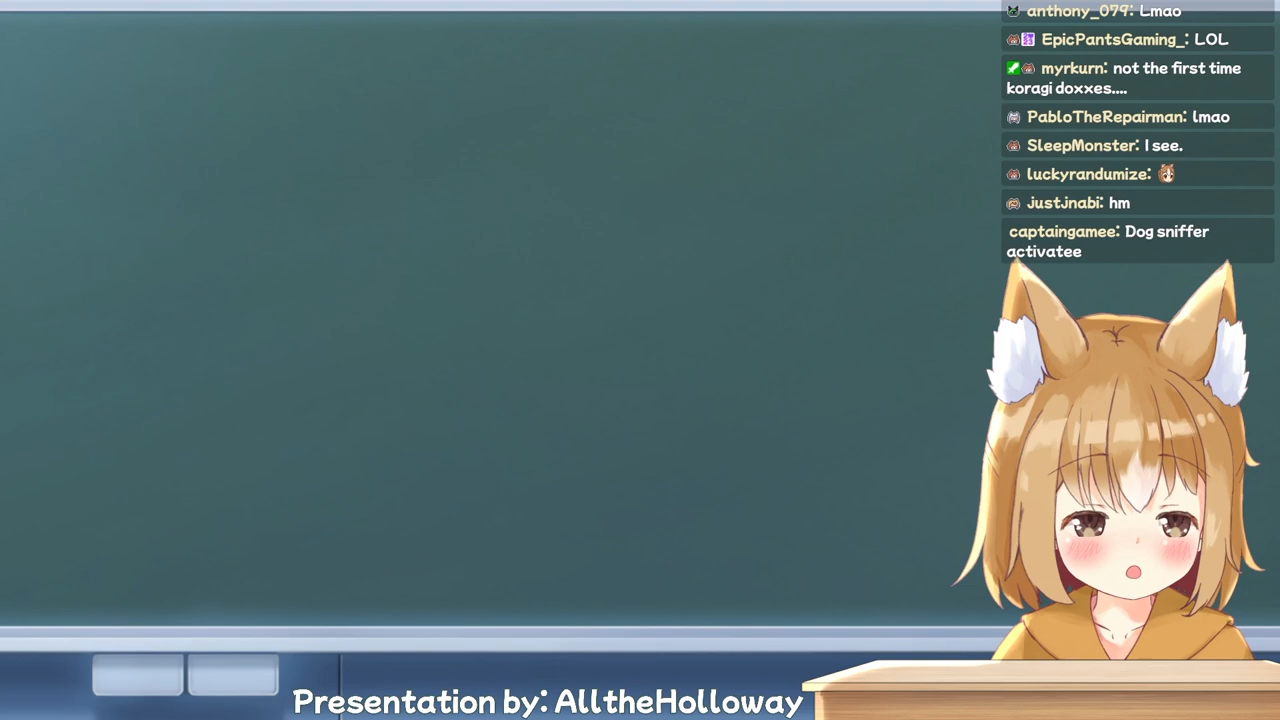 anthony_079: Lmao
EpicPantsGaming_: LOL
myrkurn: not the first time
koragi doxxes....
PabloTheRepairman: lmao
SleepMonster: I see.
luckyrandumize:
justjnabi: hm
captaingamee: Dog sniffer
activatee
Presentation by: AlltheHolloway